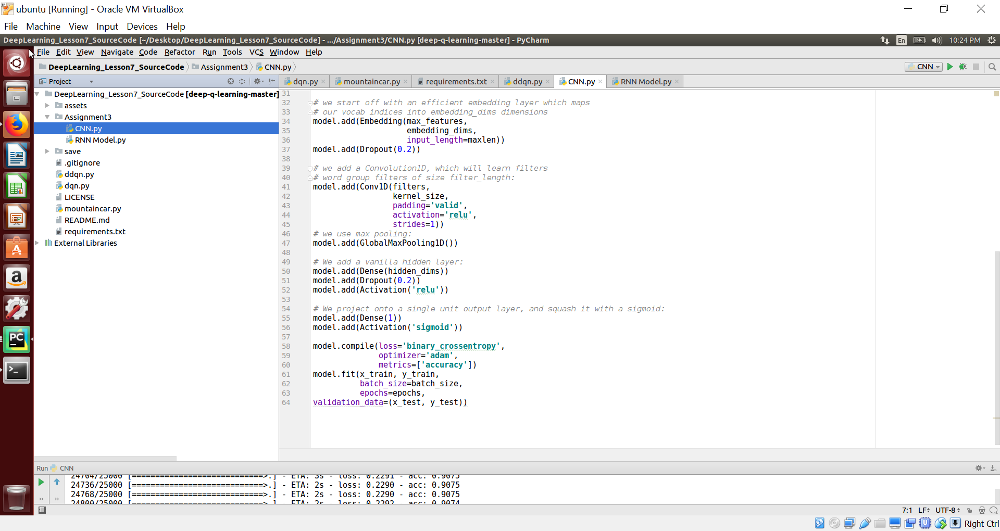 ubuntu [Running] - Oracle VM VirtualBox
File Machine View Input Devices Help
DeepLearning_Lesson7_SourceCode [~/Desktop/DeepLearning_Lesson7_SourceCode] - .../Assignment3/CNN.py [deep-q-learning-master] - PyCharm
En 10:24 PM
File Edit View Navigate Code Refactor Run Tools VCS Window Help
DeepLearning_Lesson7_SourceCode Assignment3 CNN.py
CNN
Project
dqn.py mountaincar.py requirements.txt ddqn.py CNN.py RNN Model.py
DeepLearning_Lesson7_SourceCode [deep-q-learning-master]
assets
Assignment3
CNN.py
RNN Model.py
save
.gitignore
ddqn.py
dqn.py
LICENSE
mountaincar.py
README.md
requirements.txt
External Libraries
31
32 # we start off with an efficient embedding layer which maps
33 # our vocab indices into embedding_dims dimensions
34 model.add(Embedding(max_features,
35 embedding_dims,
36 input_length=maxlen))
37 model.add(Dropout(0.2))
38
39 # we add a Convolution1D, which will learn filters
40 # word group filters of size filter_length:
41 model.add(Conv1D(filters,
42 kernel_size,
43 padding='valid',
44 activation='relu',
45 strides=1))
46 # we use max pooling:
47 model.add(GlobalMaxPooling1D())
48
49 # We add a vanilla hidden layer:
50 model.add(Dense(hidden_dims))
51 model.add(Dropout(0.2))
52 model.add(Activation('relu'))
53
54 # We project onto a single unit output layer, and squash it with a sigmoid:
55 model.add(Dense(1))
56 model.add(Activation('sigmoid'))
57
58 model.compile(loss='binary_crossentropy',
59 optimizer='adam',
60 metrics=['accuracy'])
61 model.fit(x_train, y_train,
62 batch_size=batch_size,
63 epochs=epochs,
64 validation_data=(x_test, y_test))
PC
Run CNN
24704/25000 [============================>.] - ETA: 3s - loss: 0.2291 - acc: 0.9075
24736/25000 [============================>.] - ETA: 2s - loss: 0.2290 - acc: 0.9075
24768/25000 [============================>.] - ETA: 2s - loss: 0.2290 - acc: 0.9075
24800/25000 [============================>.] - ETA: 2s - loss: 0.2292 - acc: 0.9074
7:1 LF UTF-8
Right Ctrl